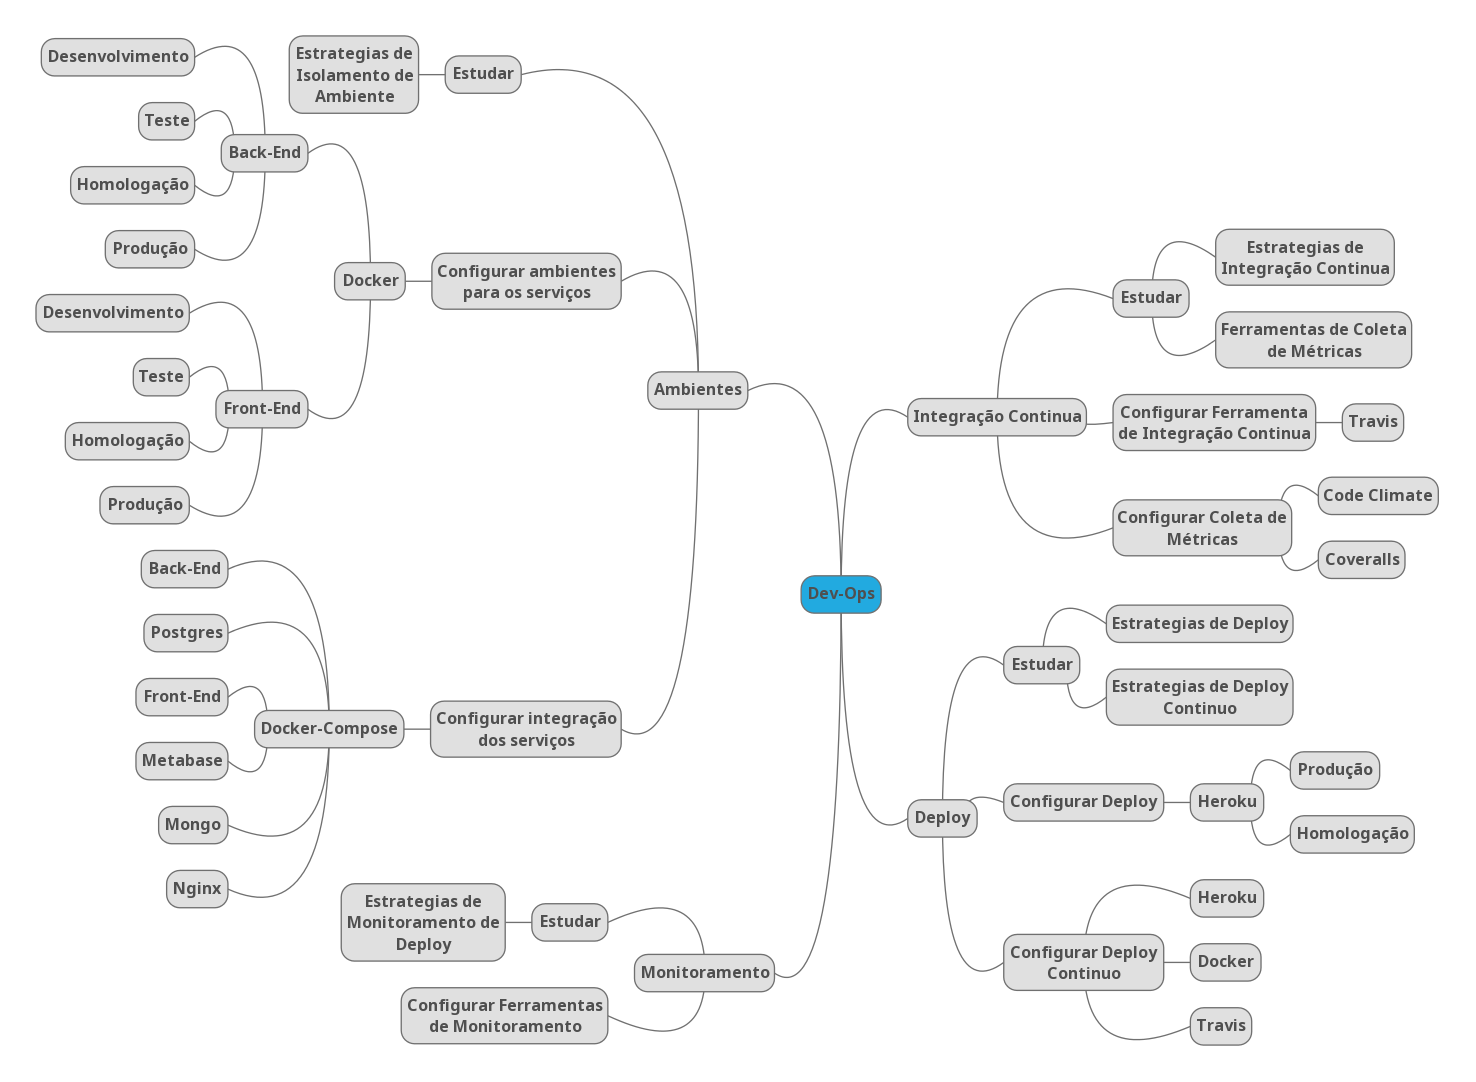 Dev-Ops
Ambientes
Estudar
Estrategias de
Isolamento de
Ambiente
Configurar ambientes
para os serviços
Docker
Back-End
Desenvolvimento
Teste
Homologação
Produção
Front-End
Desenvolvimento
Teste
Homologação
Produção
Configurar integração
dos serviços
Docker-Compose
Back-End
Postgres
Front-End
Metabase
Mongo
Nginx
Monitoramento
Estudar
Estrategias de
Monitoramento de
Deploy
Configurar Ferramentas
de Monitoramento
Integração Continua
Estudar
Estrategias de
Integração Continua
Ferramentas de Coleta
de Métricas
Configurar Ferramenta
de Integração Continua
Travis
Configurar Coleta de
Métricas
Code Climate
Coveralls
Deploy
Estudar
Estrategias de Deploy
Estrategias de Deploy
Continuo
Configurar Deploy
Heroku
Produção
Homologação
Configurar Deploy
Continuo
Heroku
Docker
Travis